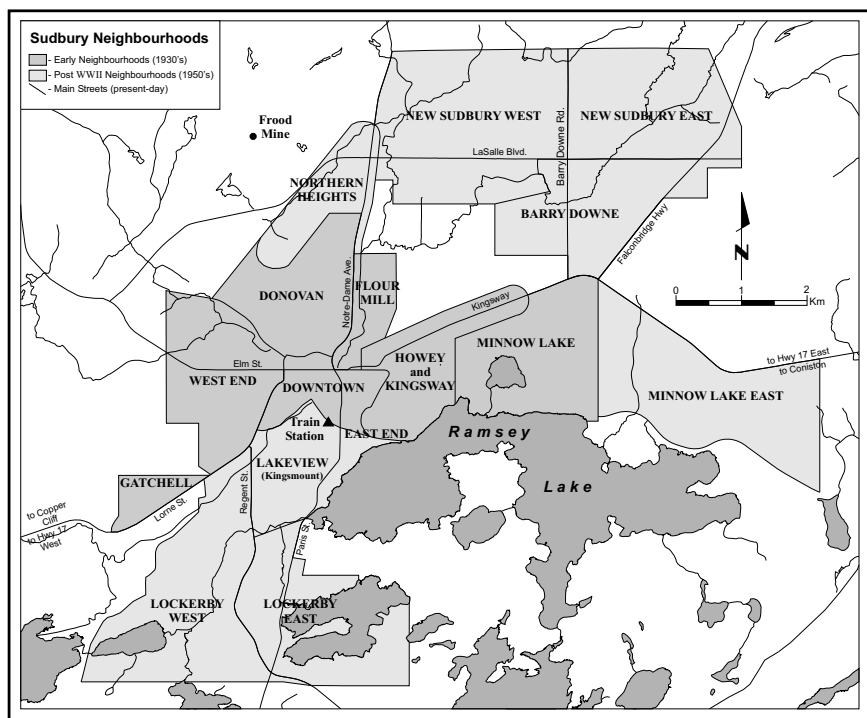 Sudbury Neighbourhoods
- Early Neighbourhoods (1930's)
- Post WWII Neighbourhoods (1950's)
- Main Streets (present-day)
Frood
Mine
NEW SUDBURY WEST
NEW SUDBURY EAST
Barry Downe Rd.
LaSalle Blvd.
NORTHERN
HEIGHTS
BARRY DOWNE
Falconbridge Hwy
N
0 1 2
Km
DONOVAN
Notre-Dame Ave.
FLOUR
MILL
Kingsway
Elm St.
WEST END
DOWNTOWN
HOWEY
and
KINGSWAY
MINNOW LAKE
to Hwy 17 East
to Coniston
MINNOW LAKE EAST
Train
Station
EAST END
Ramsey
Lake
LAKEVIEW
(Kingsmount)
GATCHELL
Lorne St.
Regent St.
Paris St.
to Copper
Cliff
to Hwy 17
West
LOCKERBY
WEST
LOCKERBY
EAST